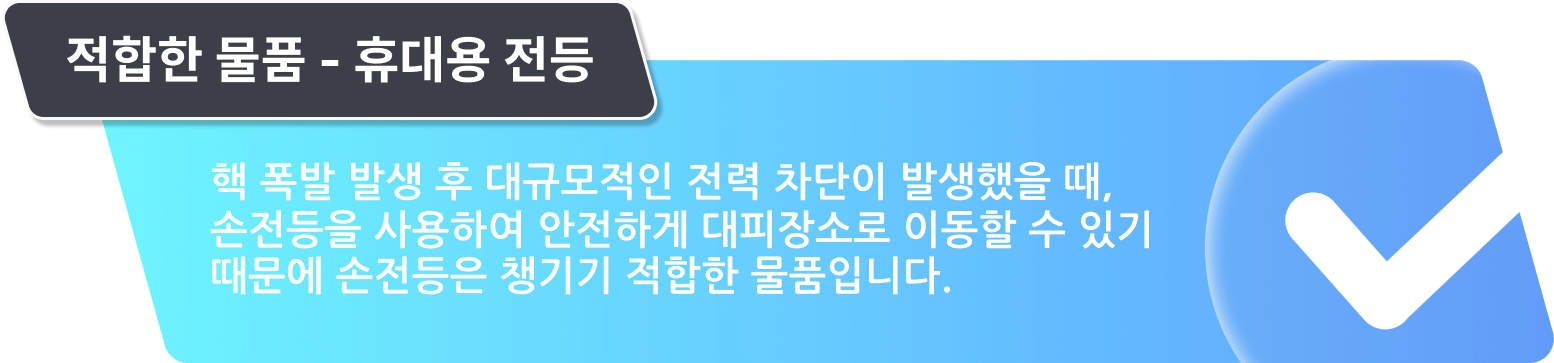 적합한 물품 - 휴대용 전등
핵 폭발 발생 후 대규모적인 전력 차단이 발생했을 때,
손전등을 사용하여 안전하게 대피장소로 이동할 수 있기
때문에 손전등은 챙기기 적합한 물품입니다.